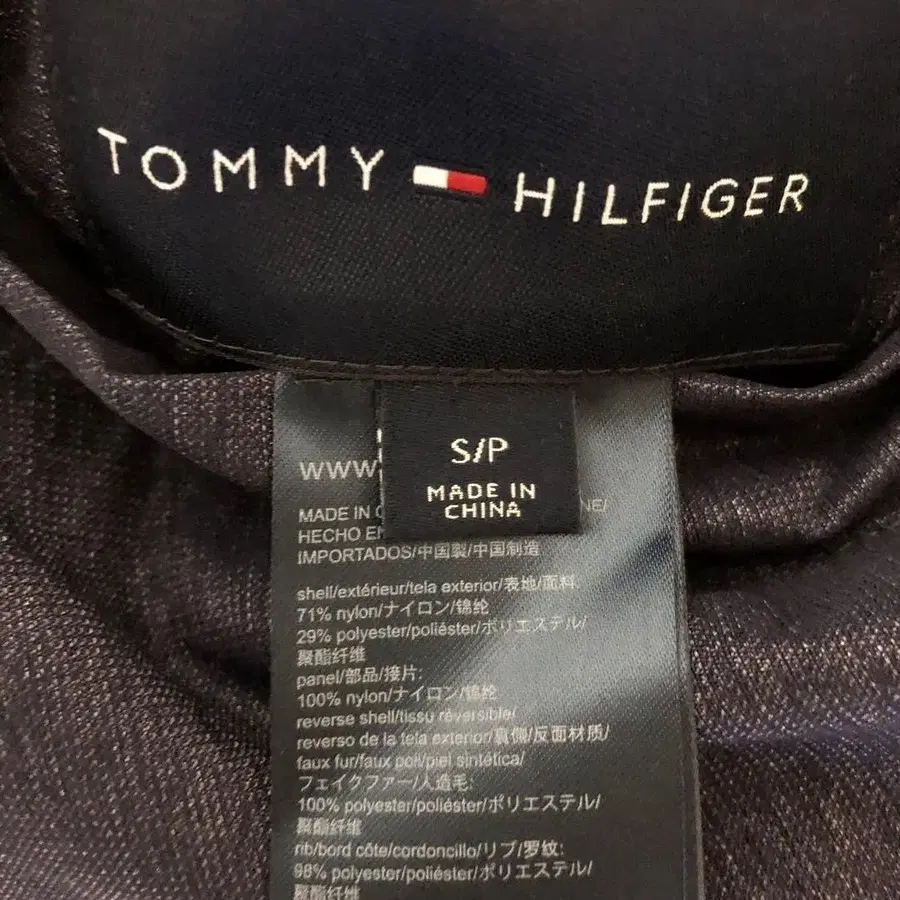 TOMMY HILFIGER
S/P
MADE IN
CHINA
www
MADE IN
HECHO
IMPORTADOS/中国製/中国制造
shell/extérieur/tela exterior/表地/面料:
71% nylon/ナイロン/锦纶
29% polyester/poliéster/ポリエステル/
聚酯纤维
panel/部品/接片:
100% nylon/ナイロン/锦纶
reverse shell/tissu réversible/
reverso de la tela exterior/裏側/反面材质/
faux fur/faux poil/piel sintética/
フェイクファー/人造毛:
100% polyester/poliéster/ポリエステル/
聚酯纤维
rib/bord côte/cordoncillo/リブ/罗纹:
98% polyester/poliéster/ポリエステル/
聚酯纤维